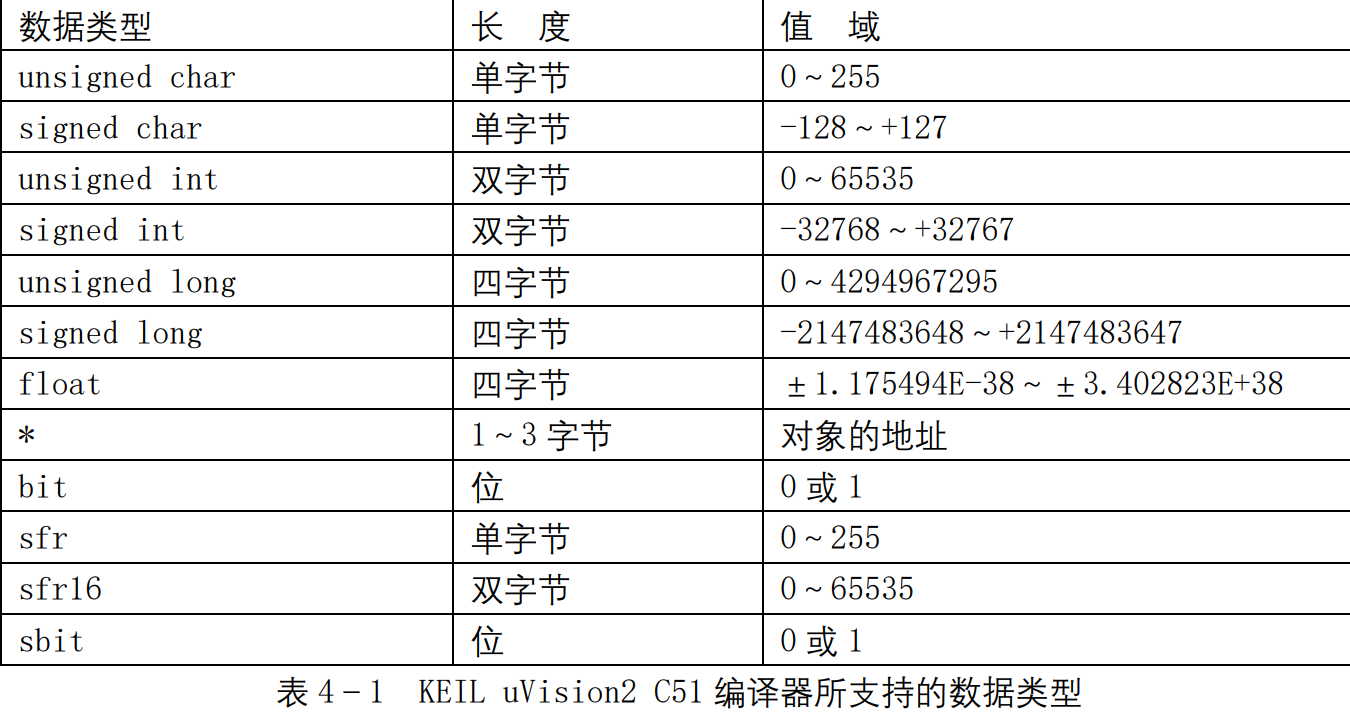 数据类型 长 度 值 域
unsigned char 单字节 0～255
signed char 单字节 -128～+127
unsigned int 双字节 0～65535
signed int 双字节 -32768～+32767
unsigned long 四字节 0～4294967295
signed long 四字节 -2147483648～+2147483647
float 四字节 ±1.175494E-38～±3.402823E+38
* 1～3字节 对象的地址
bit 位 0或1
sfr 单字节 0～255
sfr16 双字节 0～65535
sbit 位 0或1
表4－1 KEIL uVision2 C51编译器所支持的数据类型